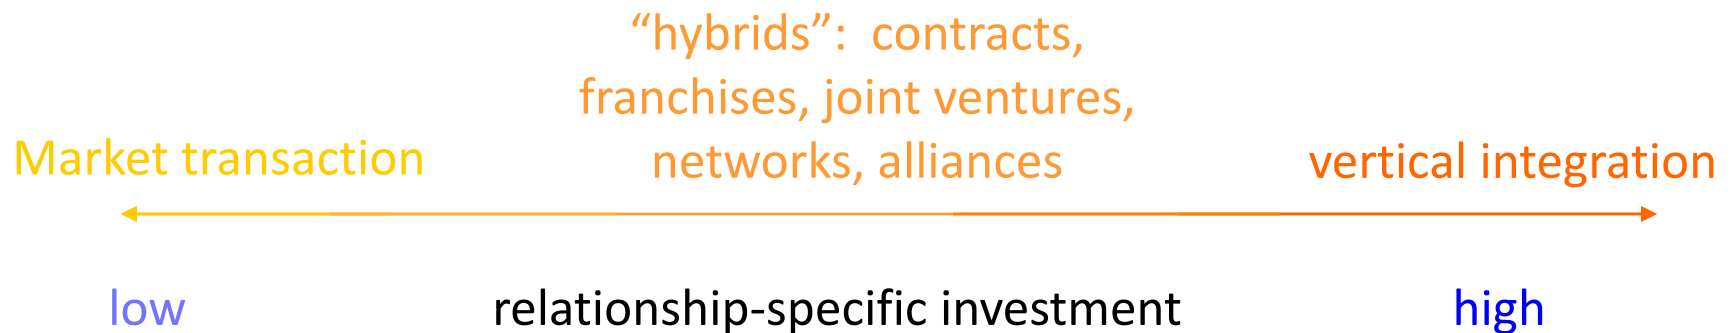 “hybrids”:  contracts,
franchises, joint ventures,
networks, alliances
Market transaction
vertical integration
low
relationship-specific investment
high